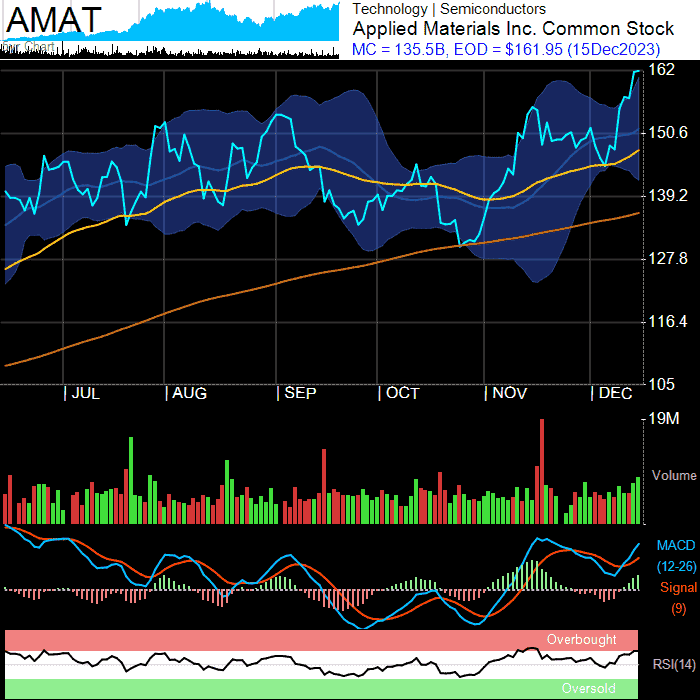 AMAT
Technology | Semiconductors
Applied Materials Inc. Common Stock
MC = 135.5B, EOD = $161.95 (15Dec2023)
Chart
162
150.6
139.2
127.8
116.4
105
| JUL | AUG | SEP | OCT | NOV | DEC
19M
Volume
MACD
(12-26)
Signal
(9)
Overbought
RSI(14)
Oversold